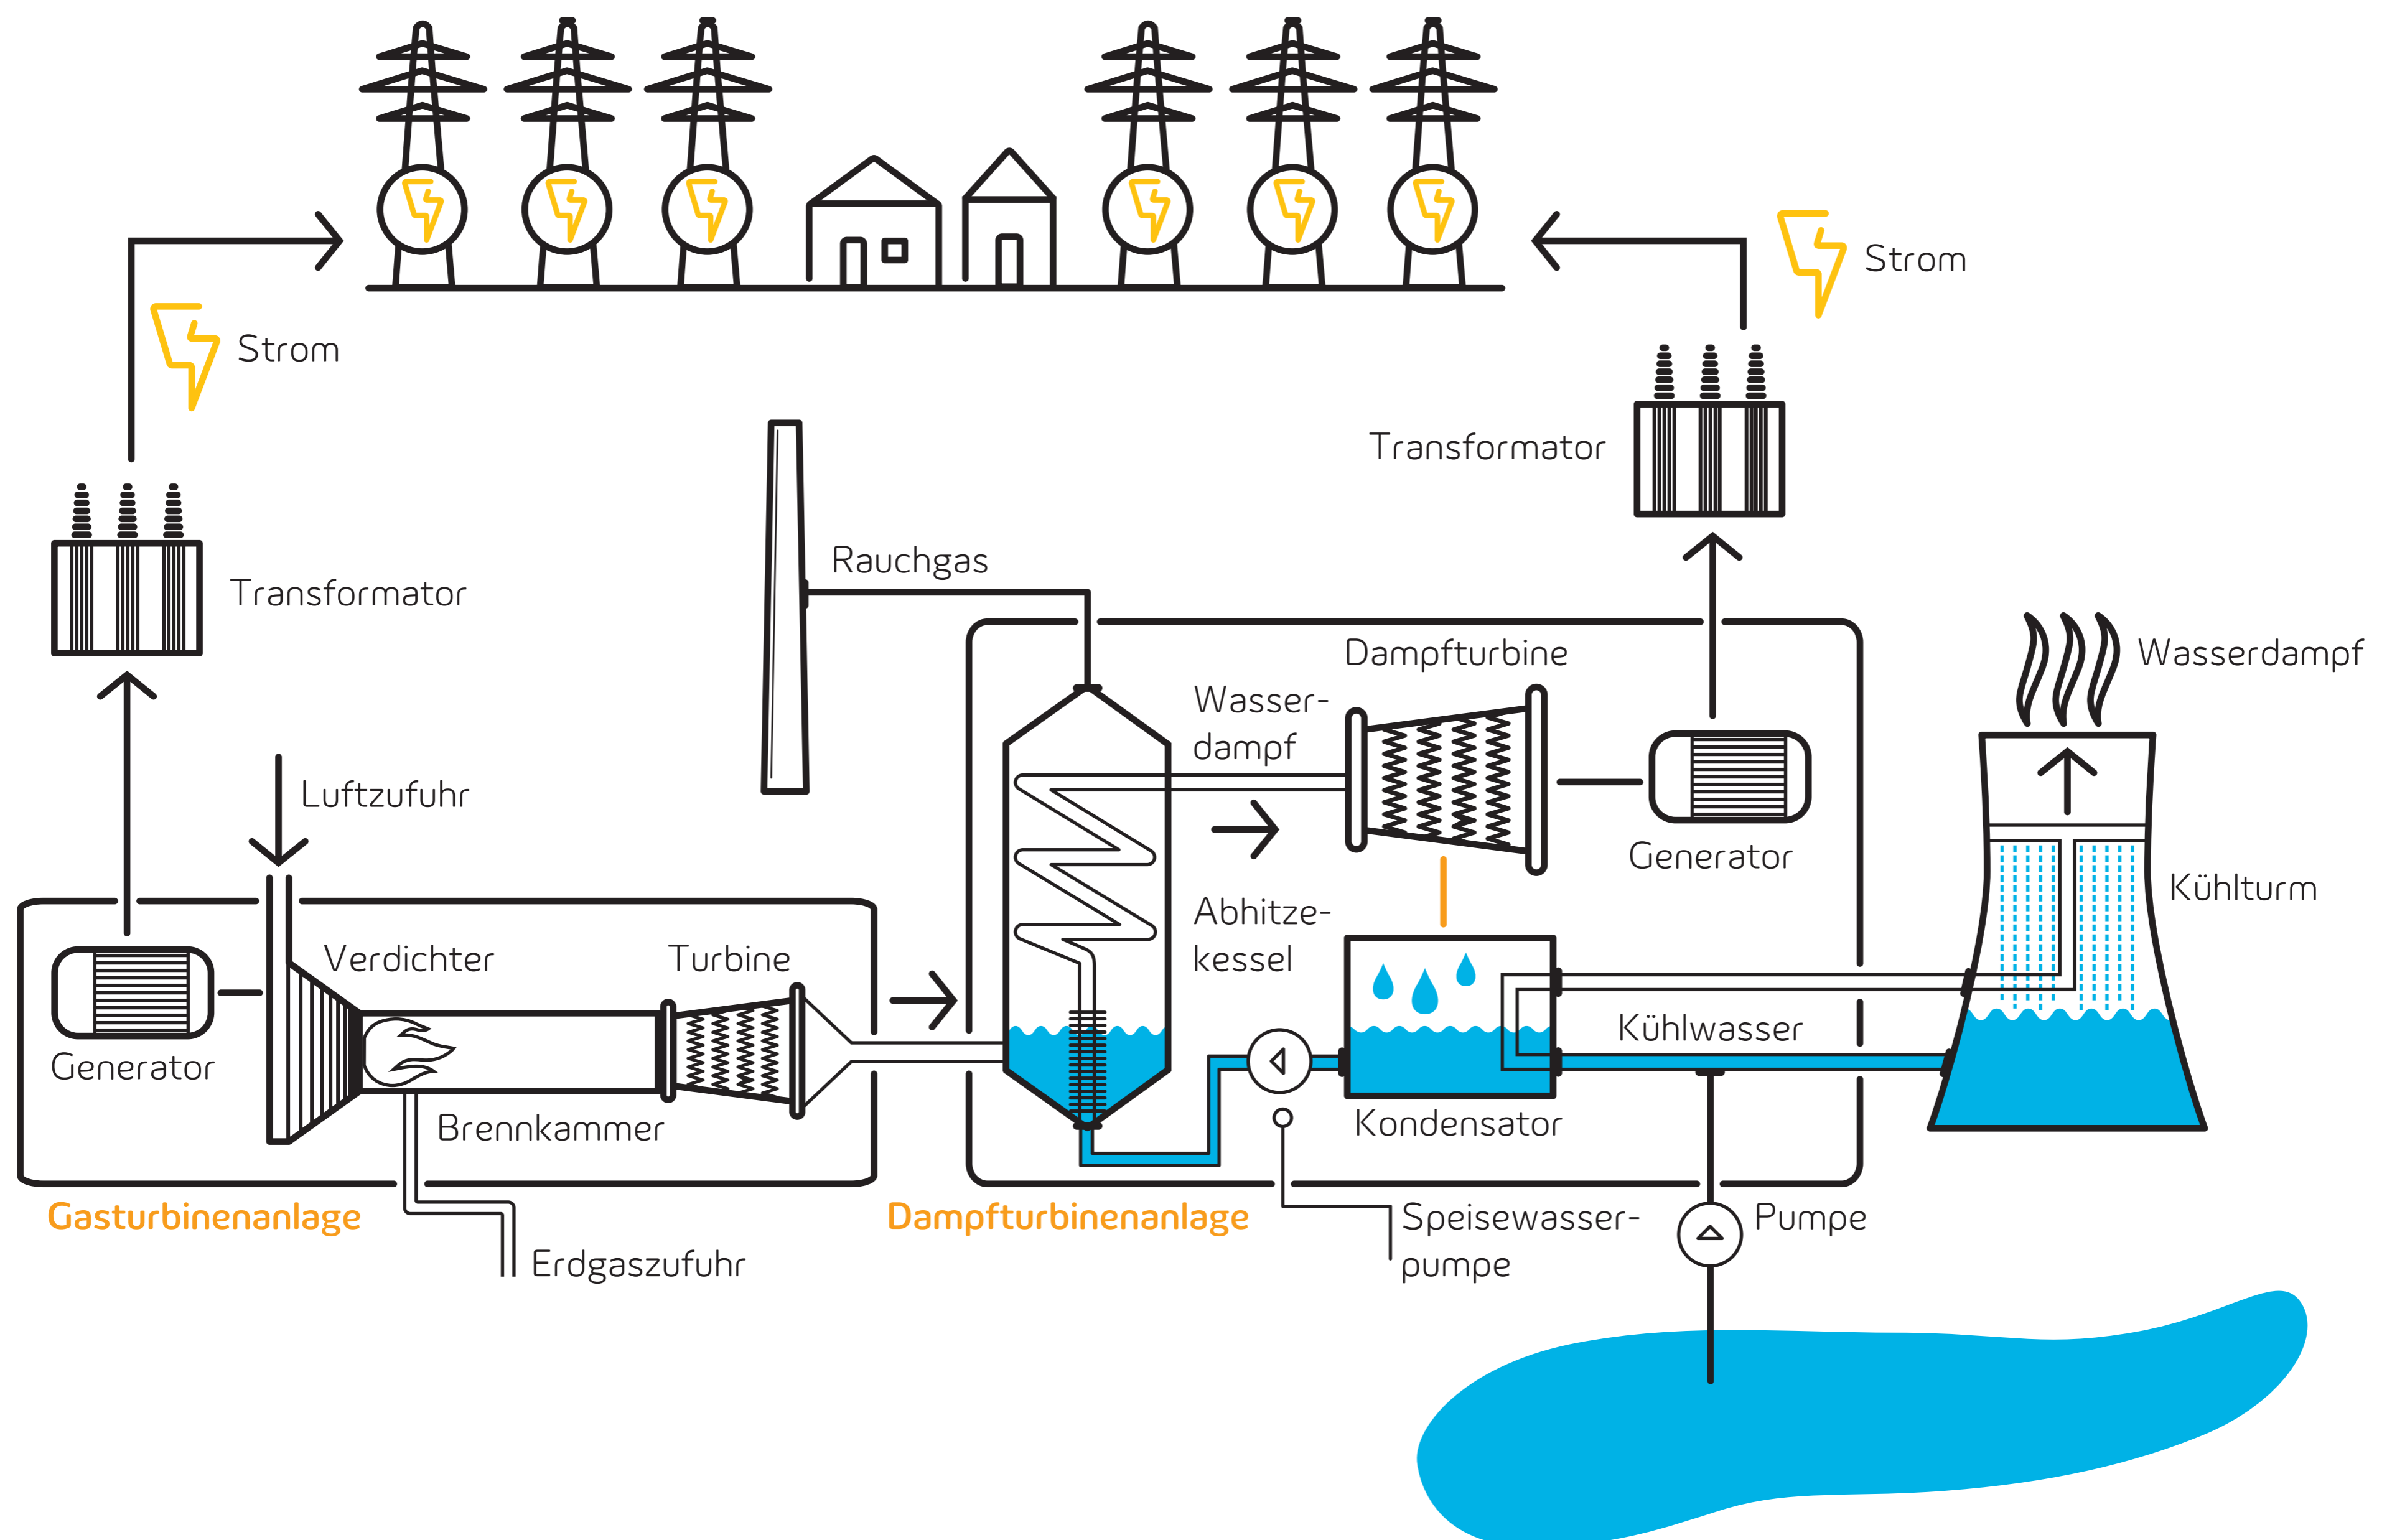 Strom
Strom
Transformator
Rauchgas
Transformator
Dampfturbine
Wasserdampf
Wasser-
dampf
Luftzufuhr
Generator
Kühlturm
Abhitze-
kessel
Verdichter
Turbine
Kühlwasser
Generator
Brennkammer
Kondensator
Gasturbinenanlage
Dampfturbinenanlage
Speisewasser-
pumpe
Pumpe
Erdgaszufuhr